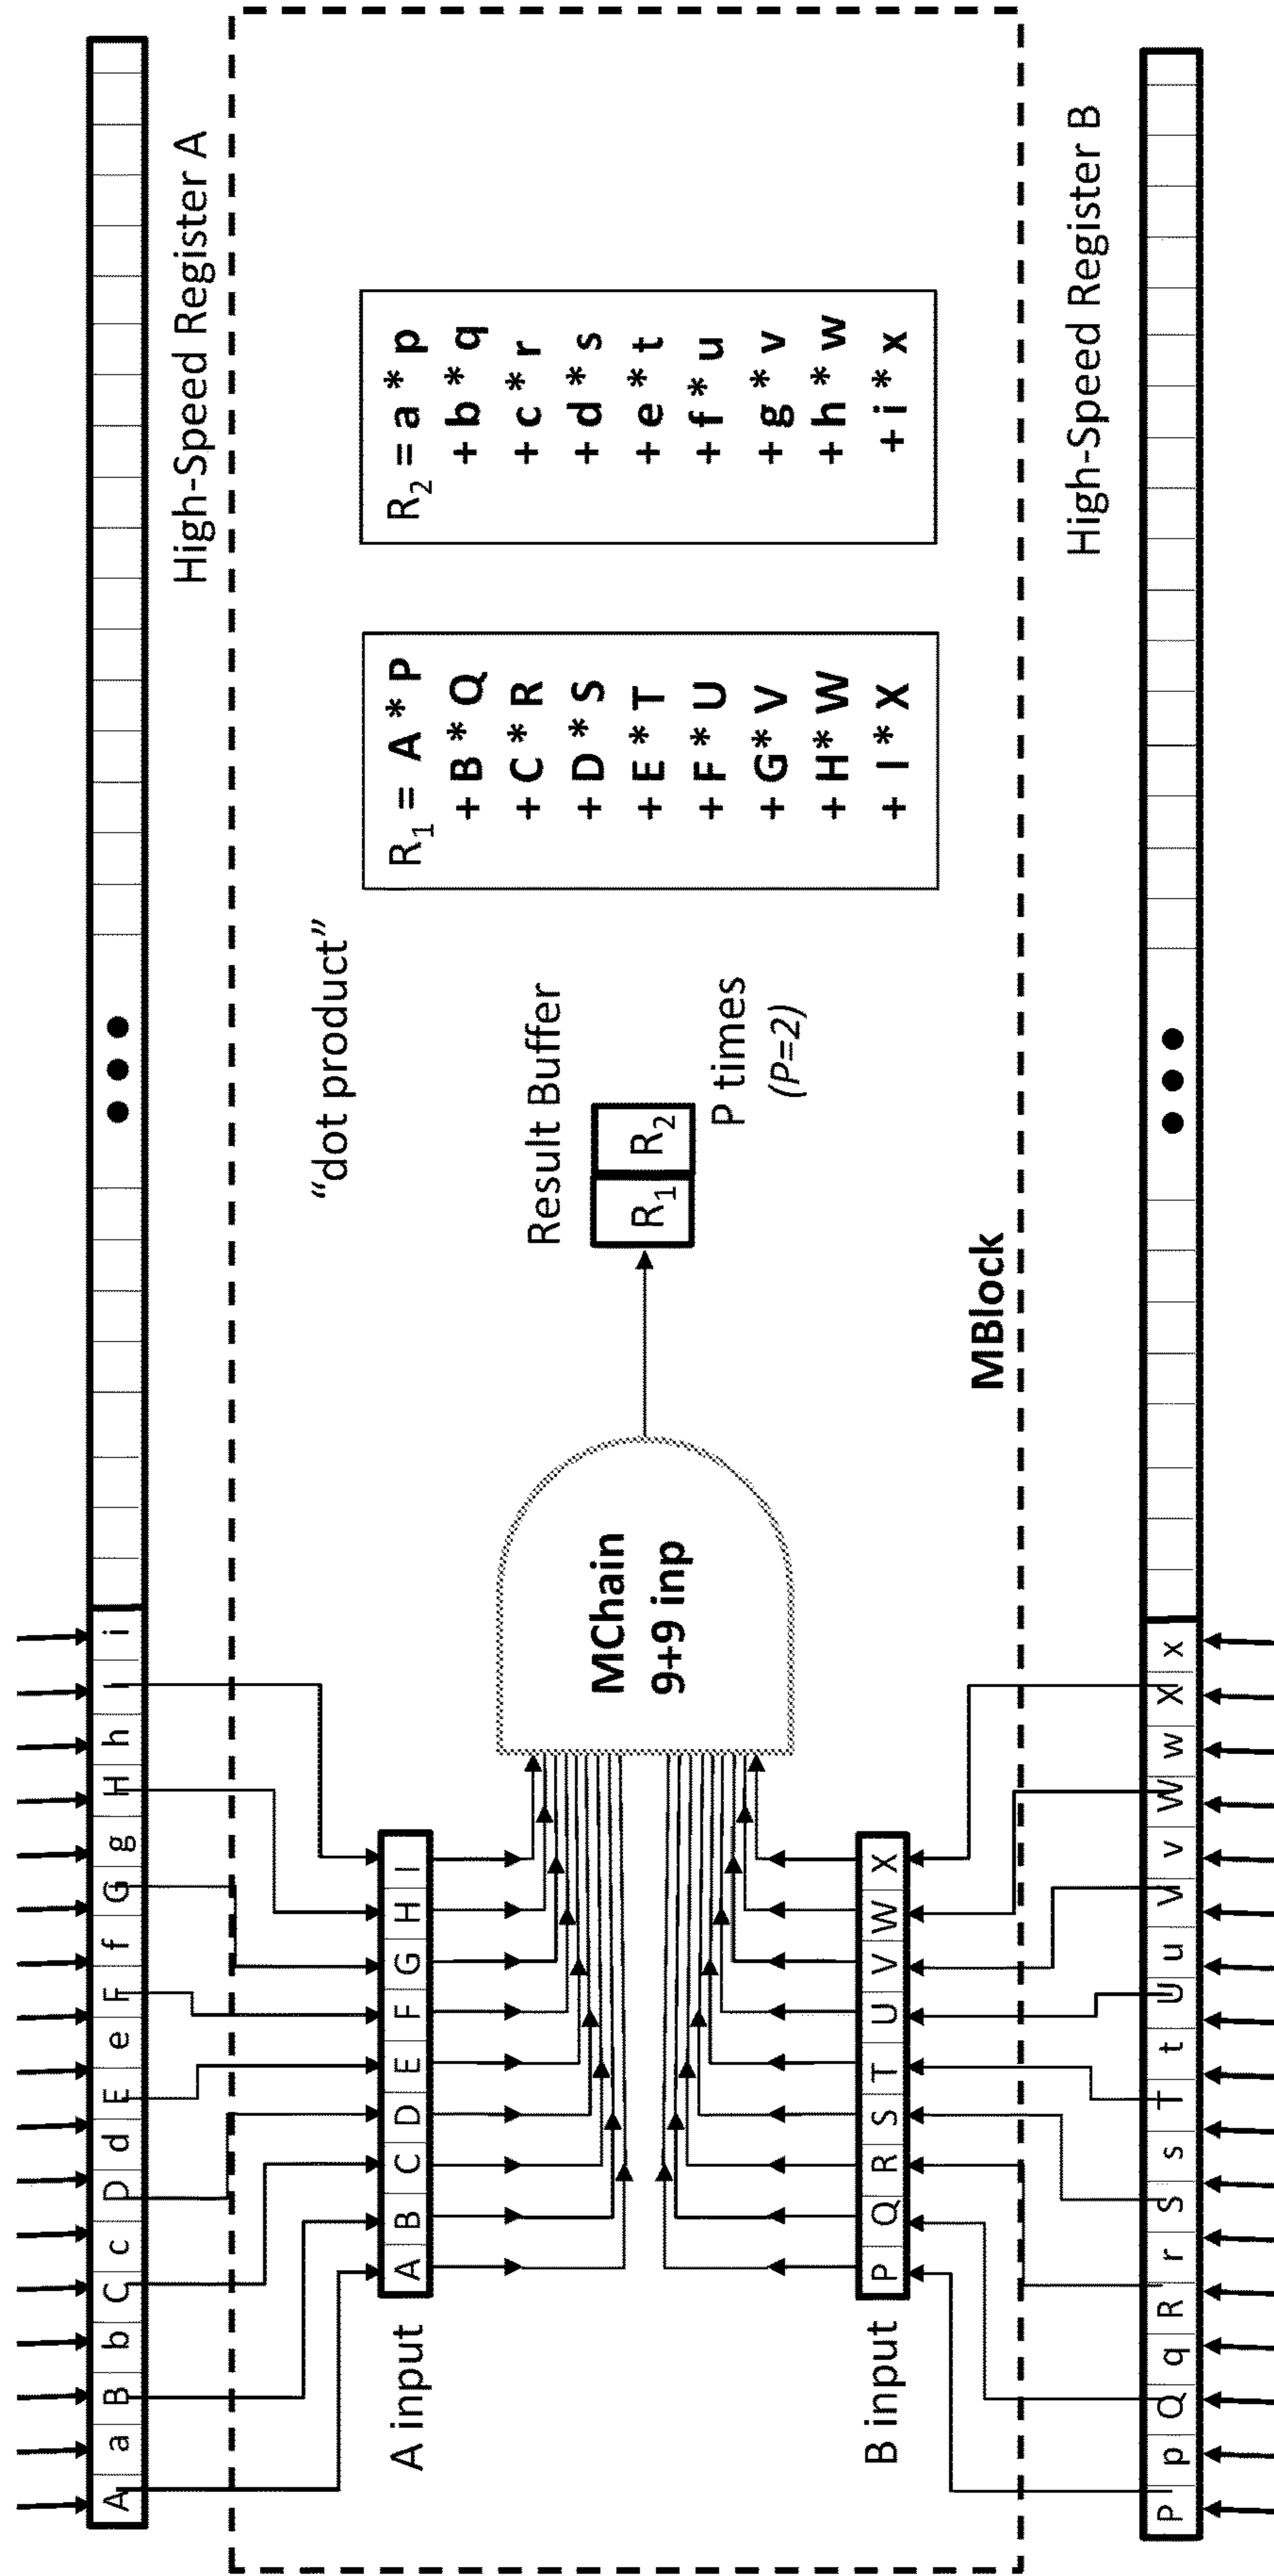 A a B b C c D d E e F f G g H h I i
High-Speed Register A
"dot product"
A input
A B C D E F G H I
MChain
9+9 inp
Result Buffer
R1 R2
P times
(P=2)
R1 = A * P
+ B * Q
+ C * R
+ D * S
+ E * T
+ F * U
+ G* V
+ H* W
+ I * X
R2 = a * p
+ b * q
+ c * r
+ d * s
+ e * t
+ f * u
+ g * v
+ h * w
+ i * x
B input
P Q R S T U V W X
MBlock
High-Speed Register B
P p Q q R r S s T t U u V v W w X x